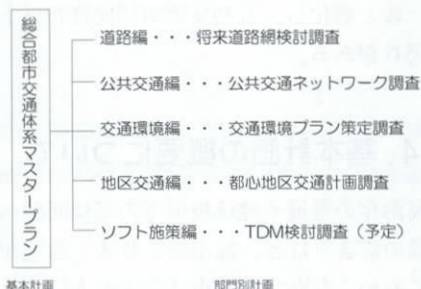 総合都市交通体系マスタープラン
道路編・・・将来道路網検討調査
公共交通編・・・公共交通ネットワーク調査
交通環境編・・・交通環境プラン策定調査
地区交通編・・・都心地区交通計画調査
ソフト施策編・・・TDM検討調査（予定）
基本計画
部門別計画